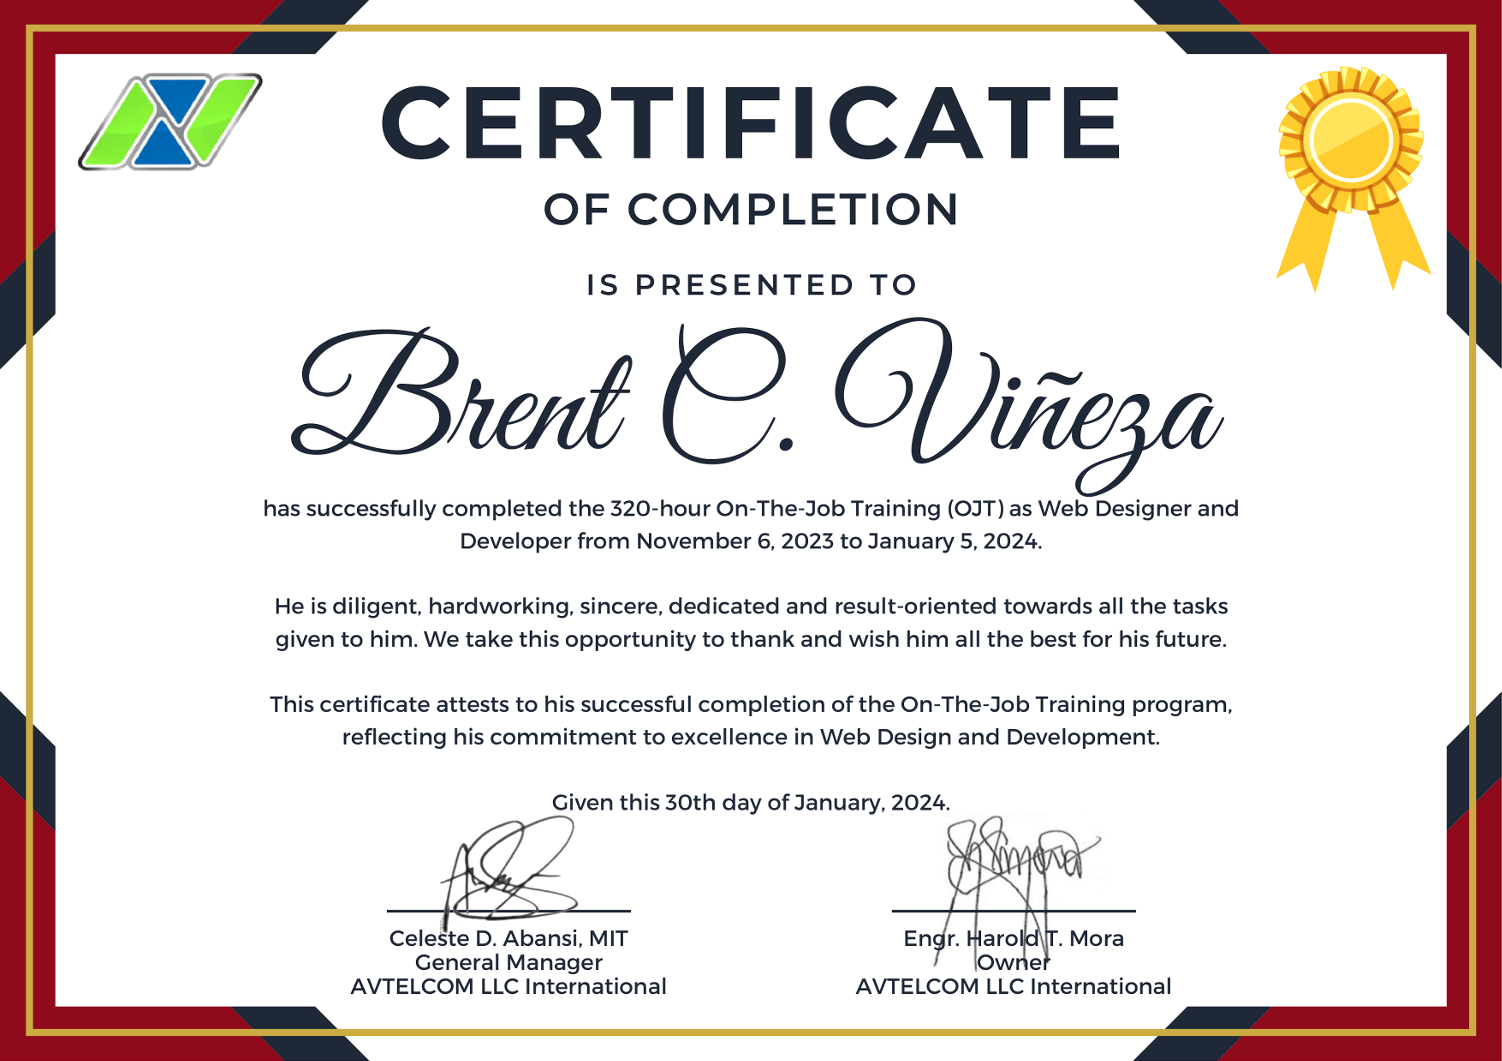 CERTIFICATE
OF COMPLETION
IS PRESENTED TO
Brent C. Viñeza
has successfully completed the 320-hour On-The-Job Training (OJT) as Web Designer and
Developer from November 6, 2023 to January 5, 2024.
He is diligent, hardworking, sincere, dedicated and result-oriented towards all the tasks
given to him. We take this opportunity to thank and wish him all the best for his future.
This certificate attests to his successful completion of the On-The-Job Training program,
reflecting his commitment to excellence in Web Design and Development.
Given this 30th day of January, 2024.
Celeste D. Abansi, MIT
General Manager
AVTELCOM LLC International
Engr. Harold T. Mora
Owner
AVTELCOM LLC International